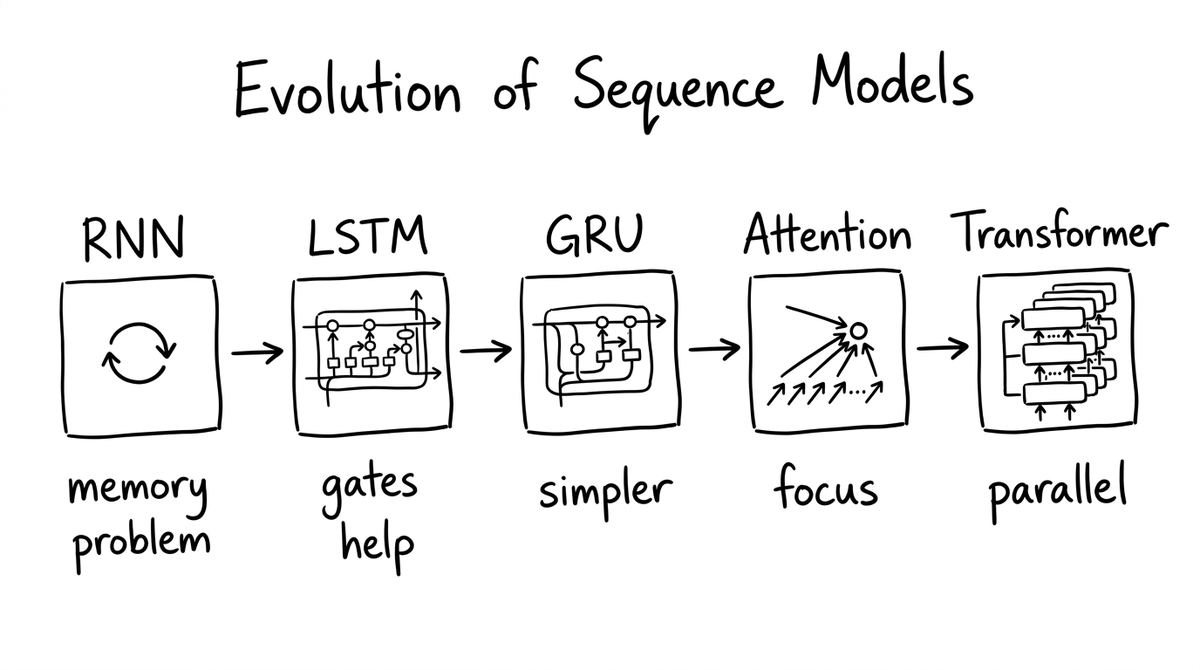 Evolution of Sequence Models
RNN
memory
problem
LSTM
gates
help
GRU
simpler
Attention
focus
Transformer
parallel